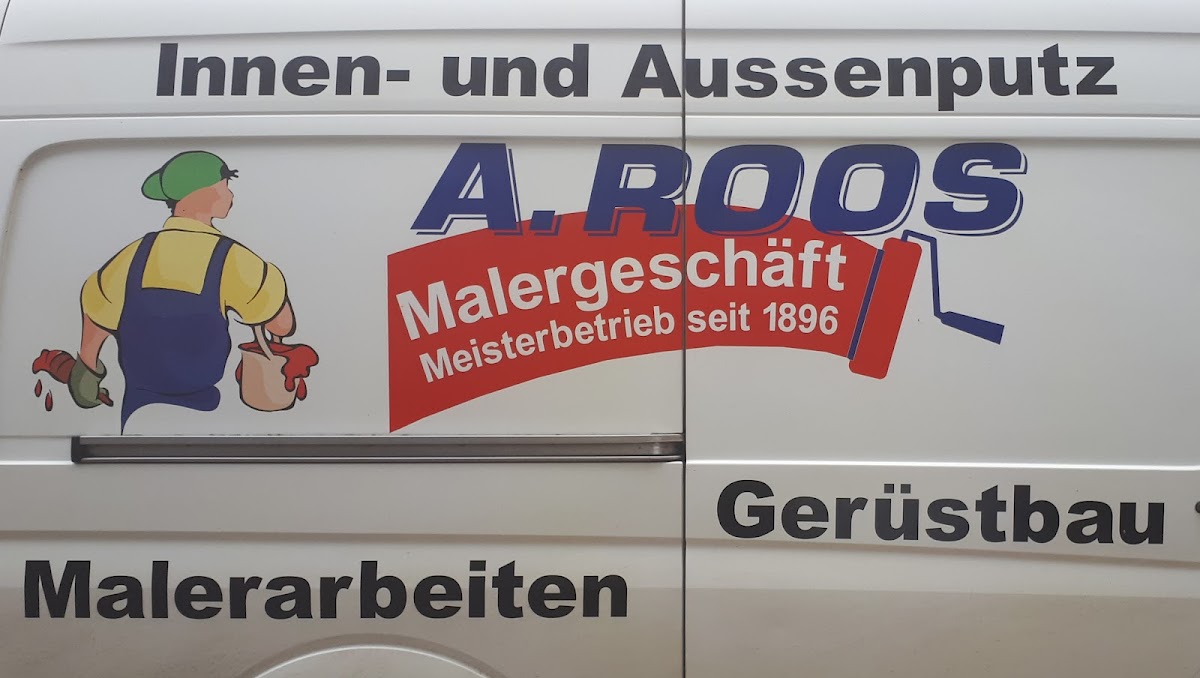 Innen- und Aussenputz
A. ROOS
Malergeschäft
Meisterbetrieb seit 1896
Gerüstbau
Malerarbeiten